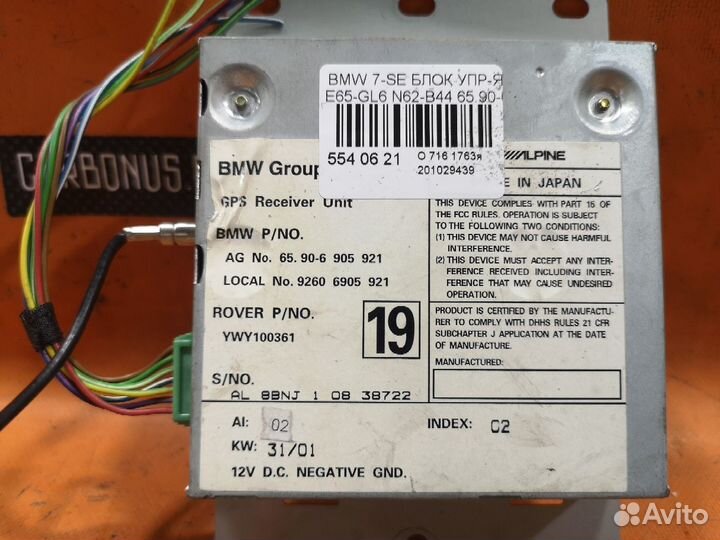 BMW 7-SE БЛОК УПР-Я
E65-GL6 N62-B44 65.90-
554 06 21
O 716 1763я
201029439
CARBONUS.
BMW Group
ALPINE
GPS Receiver Unit
E IN JAPAN
BMW P/NO.
AG No. 65. 90-6 905 921
LOCAL No. 9260 6905 921
ROVER P/NO.
YWY100361
19
S/NO.
AL 8BNJ 1 08 38722
THIS DEVICE COMPLIES WITH PART 15 OF
THE FCC RULES. OPERATION IS SUBJECT
TO THE FOLLOWING TWO CONDITIONS:
(1) THIS DEVICE MAY NOT CAUSE HARMFUL
INTERFERENCE.
(2) THIS DEVICE MUST ACCEPT ANY INTER-
FERENCE RECEIVED INCLUDING INTER-
FERENCE THAT MAY CAUSE UNDESIRED
OPERATION.
PRODUCT IS CERTIFIED BY THE MANUFACTU-
RER TO COMPLY WITH DHHS RULES 21 CFR
SUBCHAPTER J APPLICABLE AT THE DATE
OF MANUFACTURE.
MANUFACTURED:
AI: 02
INDEX: 02
KW: 31/01
12V D.C. NEGATIVE GND.
Avito